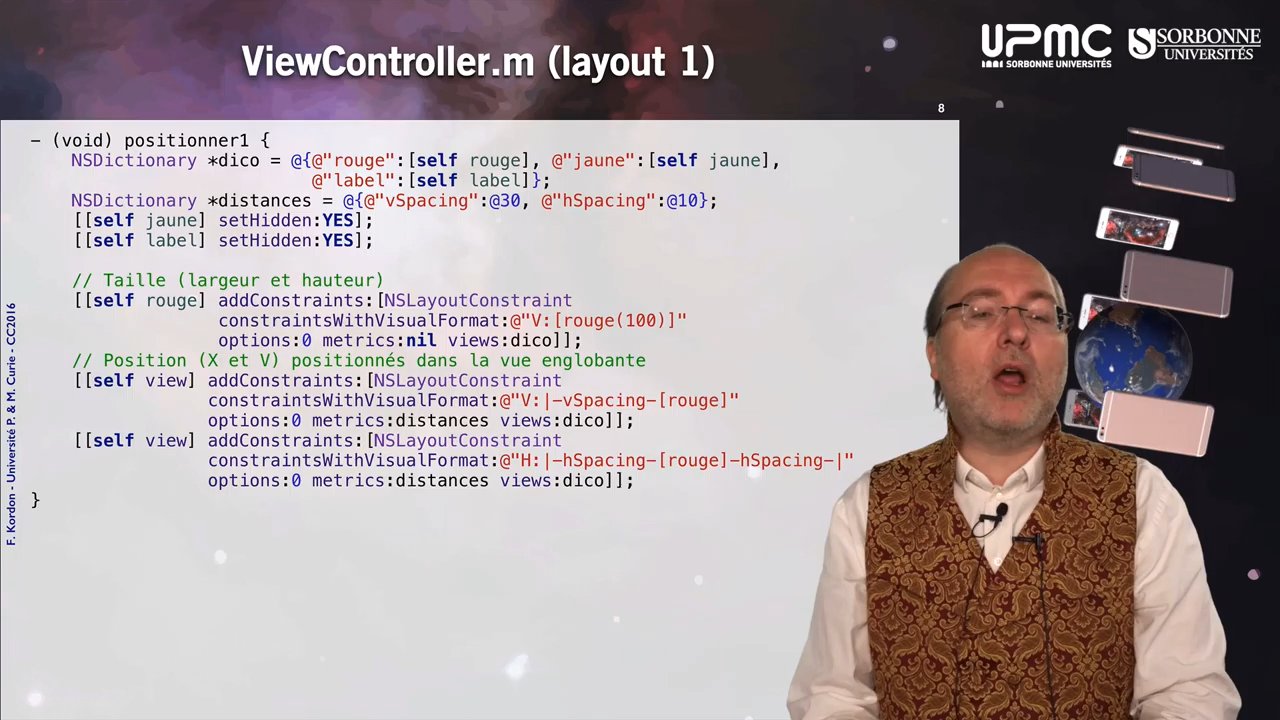 ViewController.m (layout 1)
UPMC
SORBONNE UNIVERSITÉS
SORBONNE
UNIVERSITÉS
8
– (void) positionner1 {
NSDictionary *dico = @{@"rouge":[self rouge], @"jaune":[self jaune],
@"label":[self label]};
NSDictionary *distances = @{@"vSpacing":@30, @"hSpacing":@10};
[[self jaune] setHidden:YES];
[[self label] setHidden:YES];
// Taille (largeur et hauteur)
[[self rouge] addConstraints:[NSLayoutConstraint
constraintsWithVisualFormat:@"V:[rouge(100)]"
options:0 metrics:nil views:dico]];
// Position (X et V) positionnés dans la vue englobante
[[self view] addConstraints:[NSLayoutConstraint
constraintsWithVisualFormat:@"V:|-vSpacing-[rouge]"
options:0 metrics:distances views:dico]];
[[self view] addConstraints:[NSLayoutConstraint
constraintsWithVisualFormat:@"H:|-hSpacing-[rouge]-hSpacing-|"
options:0 metrics:distances views:dico]];
}
F. Kordon - Université P. & M. Curie - CC2016